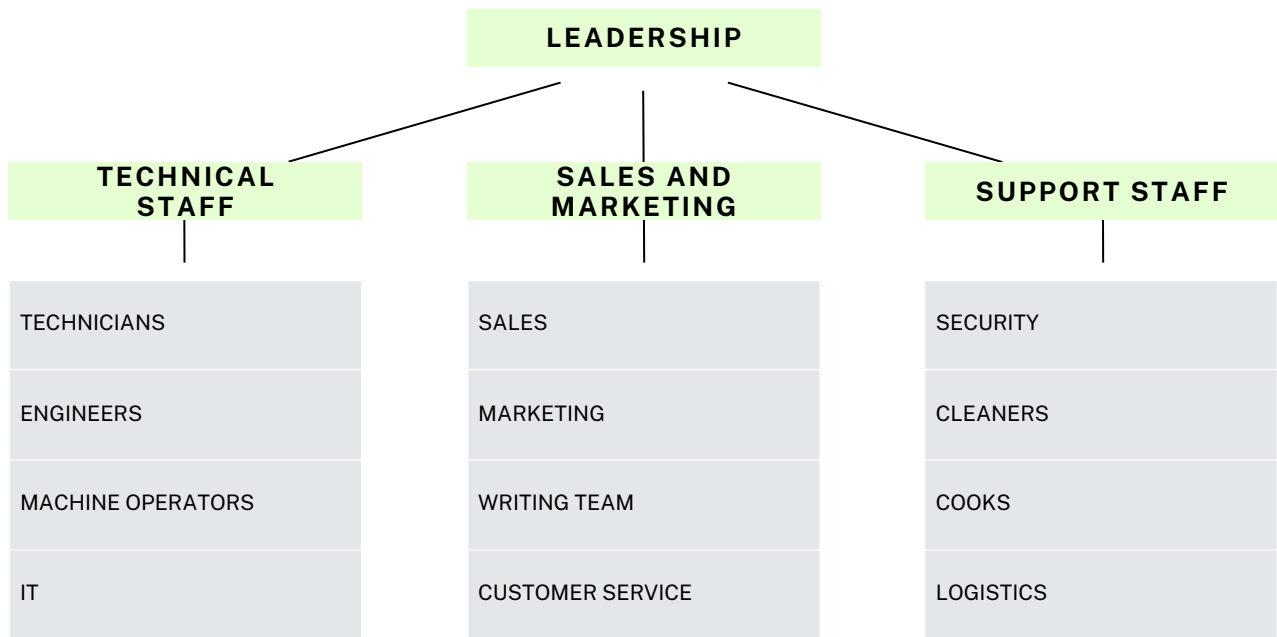 LEADERSHIP
TECHNICAL
STAFF
SALES AND
MARKETING
SUPPORT STAFF
TECHNICIANS
ENGINEERS
MACHINE OPERATORS
IT
SALES
MARKETING
WRITING TEAM
CUSTOMER SERVICE
SECURITY
CLEANERS
COOKS
LOGISTICS